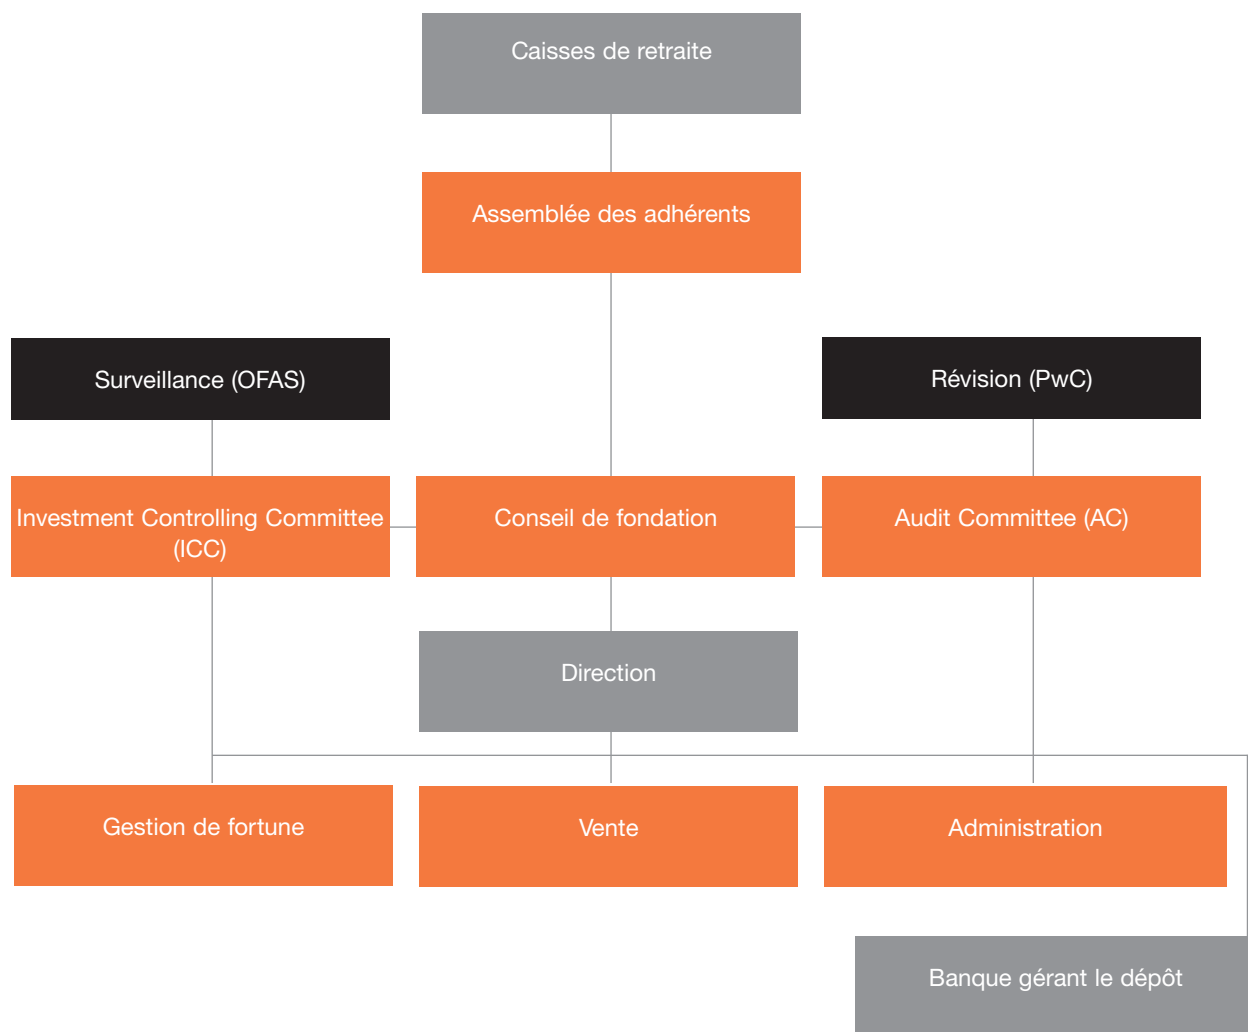 Caisses de retraite
Assemblée des adhérents
Surveillance (OFAS)
Révision (PwC)
Investment Controlling Committee
(ICC)
Conseil de fondation
Audit Committee (AC)
Direction
Gestion de fortune
Vente
Administration
Banque gérant le dépôt